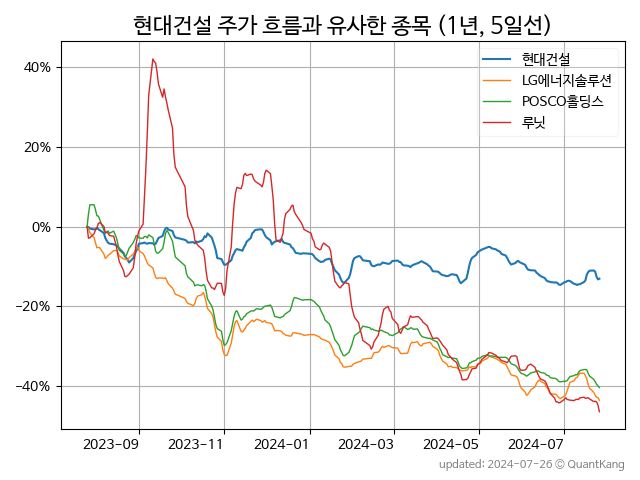 현대건설 주가 흐름과 유사한 종목 (1년, 5일선)
현대건설
LG에너지솔루션
POSCO홀딩스
루닛
40%
20%
0%
−20%
−40%
2023-09 2023-11 2024-01 2024-03 2024-05 2024-07
updated: 2024-07-26 © QuantKang